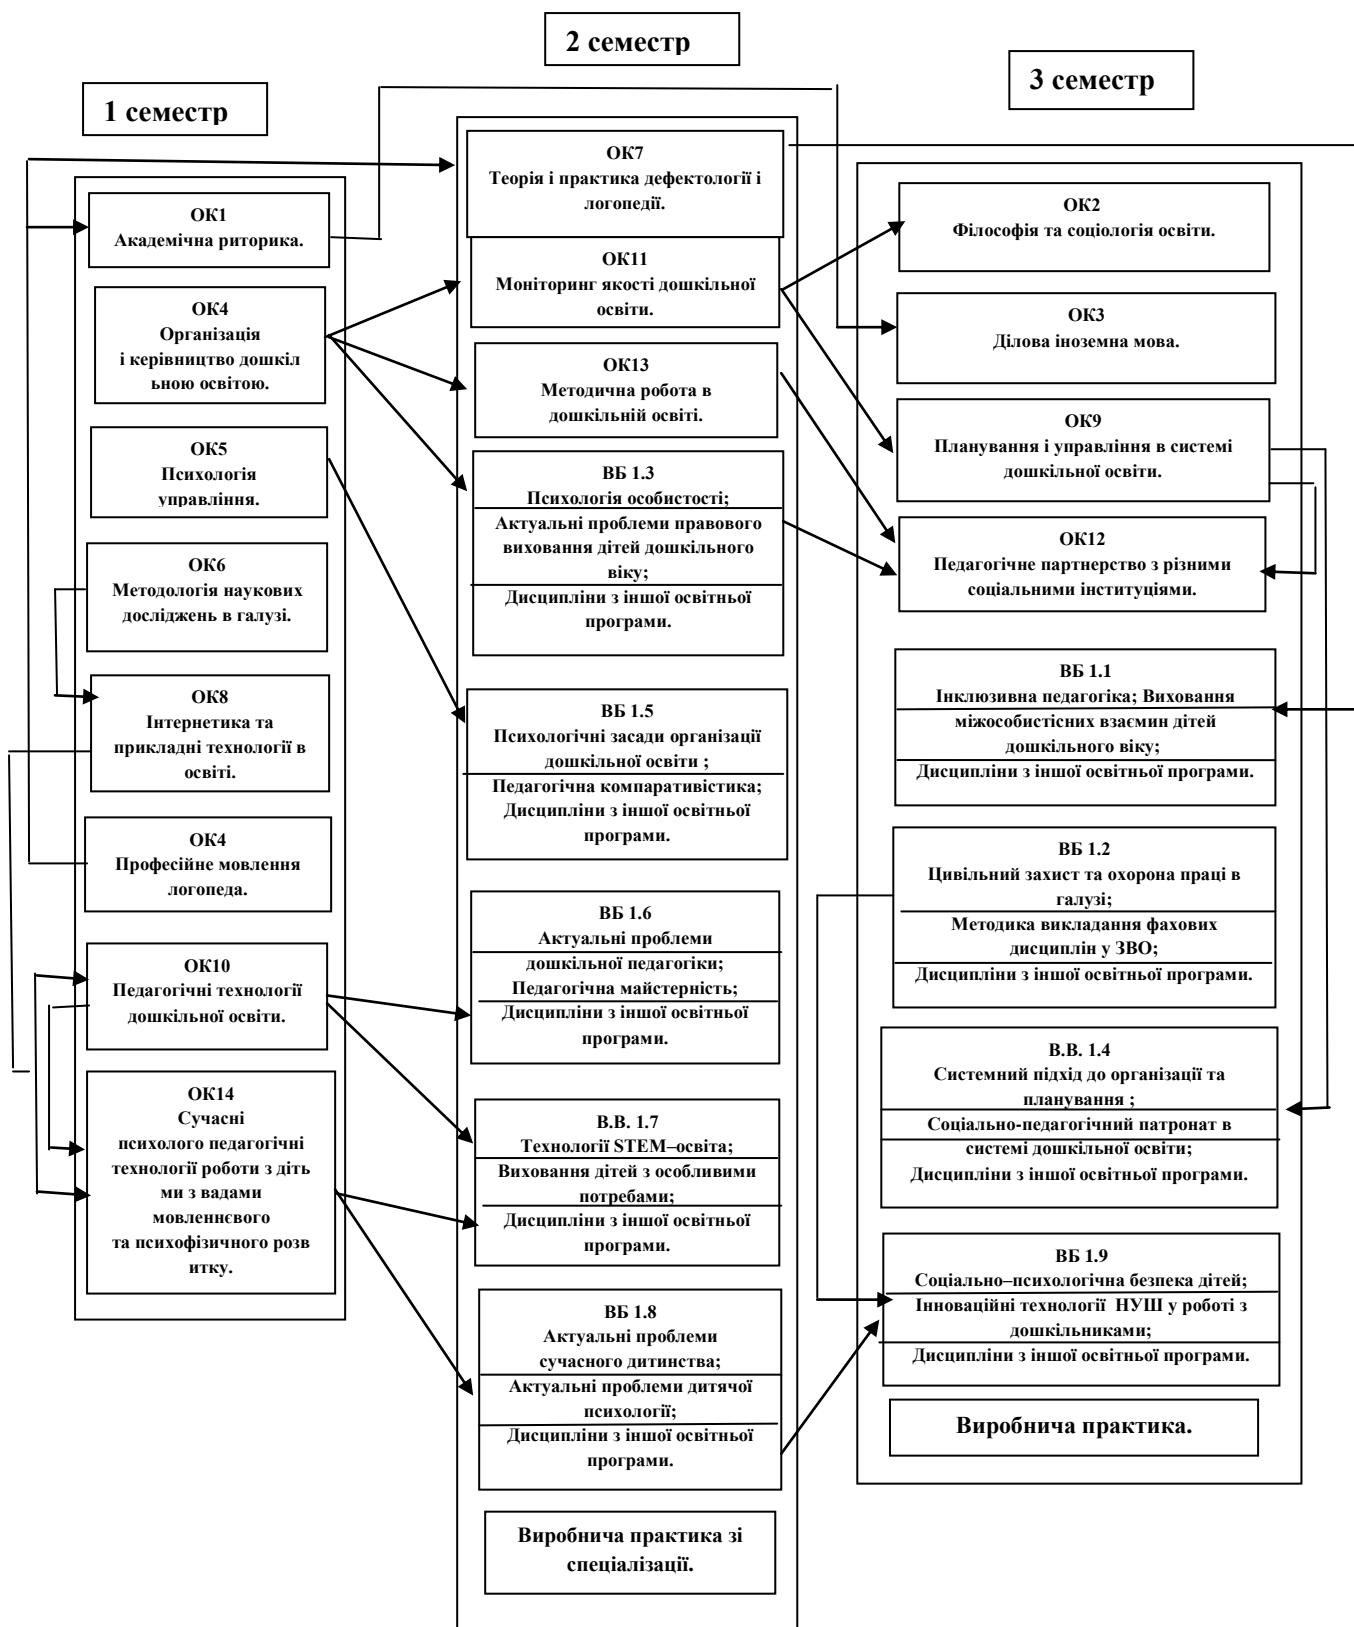 1 семестр
ОК1
Академічна риторика.
ОК4
Організація
і керівництво дошкіл
ьною освітою.
ОК5
Психологія
управління.
ОК6
Методологія наукових
досліджень в галузі.
ОК8
Інтернетика та
прикладні технології в
освіті.
ОК4
Професійне мовлення
логопеда.
ОК10
Педагогічні технології
дошкільної освіти.
ОК14
Сучасні
психолого педагогічні
технології роботи з діть
ми з вадами
мовленнєвого
та психофізичного розв
итку.
2 семестр
ОК7
Теорія і практика дефектології і
логопедії.
ОК11
Моніторинг якості дошкільної
освіти.
ОК13
Методична робота в
дошкільній освіті.
ВБ 1.3
Психологія особистості;
Актуальні проблеми правового
виховання дітей дошкільного
віку;
Дисципліни з іншої освітньої
програми.
ВБ 1.5
Психологічні засади організації
дошкільної освіти ;
Педагогічна компаративістика;
Дисципліни з іншої освітньої
програми.
ВБ 1.6
Актуальні проблеми
дошкільної педагогіки;
Педагогічна майстерність;
Дисципліни з іншої освітньої
програми.
В.В. 1.7
Технології STEM–освіта;
Виховання дітей з особливими
потребами;
Дисципліни з іншої освітньої
програми.
ВБ 1.8
Актуальні проблеми
сучасного дитинства;
Актуальні проблеми дитячої
психології;
Дисципліни з іншої освітньої
програми.
Виробнича практика зі
спеціалізації.
3 семестр
ОК2
Філософія та соціологія освіти.
ОК3
Ділова іноземна мова.
ОК9
Планування і управління в системі
дошкільної освіти.
ОК12
Педагогічне партнерство з різними
соціальними інституціями.
ВБ 1.1
Інклюзивна педагогіка; Виховання
міжособистісних взаємин дітей
дошкільного віку;
Дисципліни з іншої освітньої програми.
ВБ 1.2
Цивільний захист та охорона праці в
галузі;
Методика викладання фахових
дисциплін у ЗВО;
Дисципліни з іншої освітньої програми.
В.В. 1.4
Системний підхід до організації та
планування ;
Соціально-педагогічний патронат в
системі дошкільної освіти;
Дисципліни з іншої освітньої програми.
ВБ 1.9
Соціально–психологічна безпека дітей;
Інноваційні технології НУШ у роботі з
дошкільниками;
Дисципліни з іншої освітньої програми.
Виробнича практика.